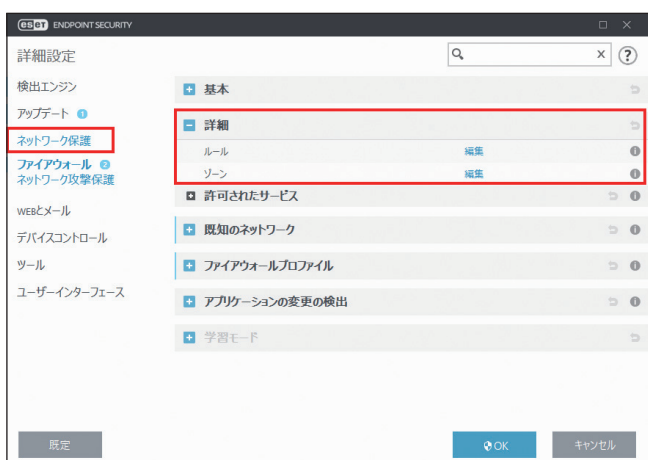 eset ENDPOINT SECURITY
詳細設定
検出エンジン
アップデート 1
ネットワーク保護
ファイアウォール 2
ネットワーク攻撃保護
WEBとメール
デバイスコントロール
ツール
ユーザーインターフェース
基本
詳細
ルール 編集
ゾーン 編集
許可されたサービス
既知のネットワーク
ファイアウォールプロファイル
アプリケーションの変更の検出
学習モード
既定
OK
キャンセル